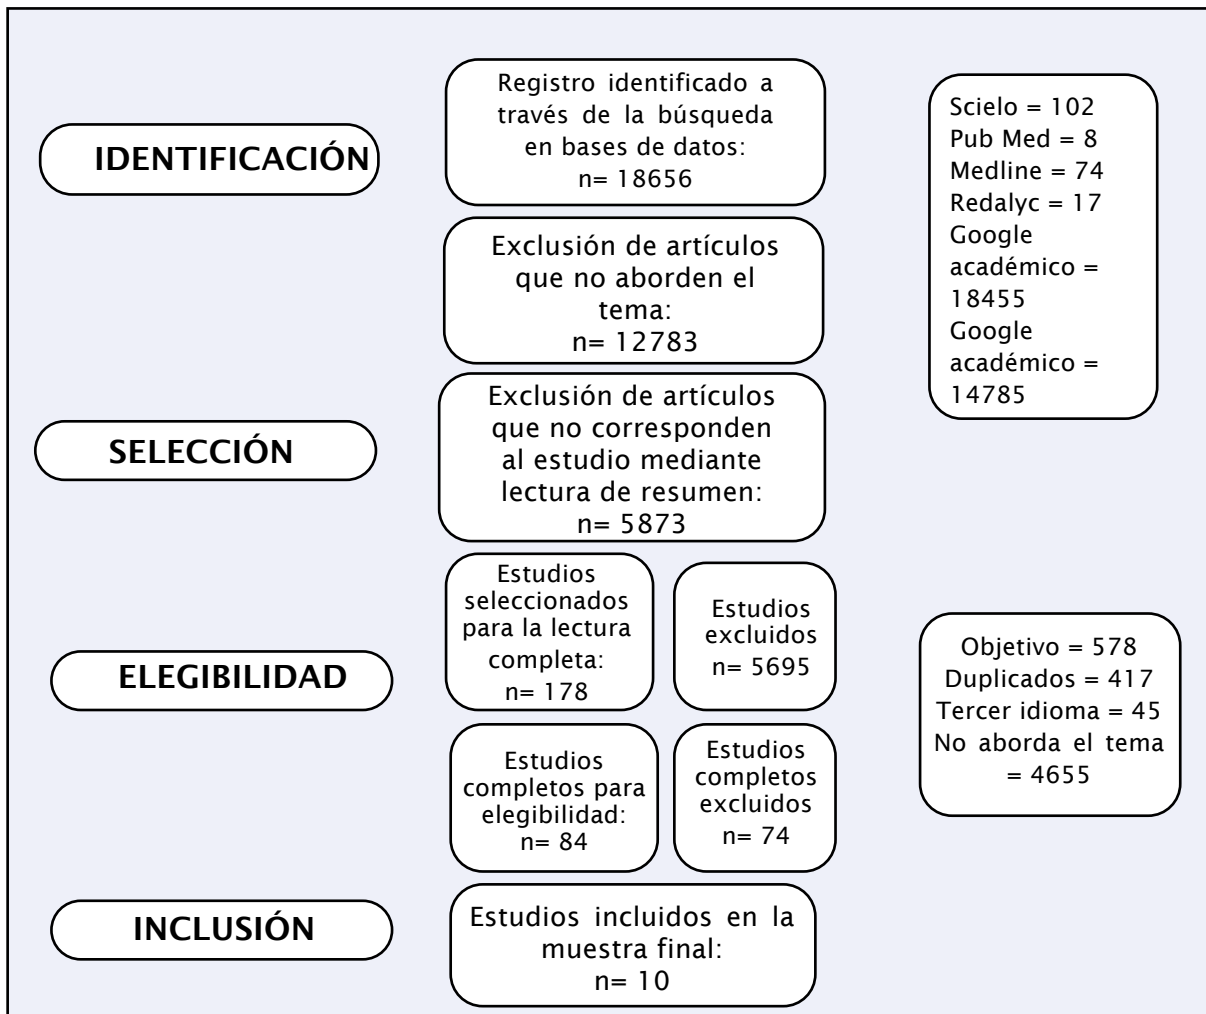 IDENTIFICACIÓN
Registro identificado a
través de la búsqueda
en bases de datos:
n= 18656
Scielo = 102
Pub Med = 8
Medline = 74
Redalyc = 17
Google
académico =
18455
Google
académico =
14785
Exclusión de artículos
que no aborden el
tema:
n= 12783
SELECCIÓN
Exclusión de artículos
que no corresponden
al estudio mediante
lectura de resumen:
n= 5873
ELEGIBILIDAD
Estudios
seleccionados
para la lectura
completa:
n= 178
Estudios
excluidos
n= 5695
Objetivo = 578
Duplicados = 417
Tercer idioma = 45
No aborda el tema
= 4655
Estudios
completos para
elegibilidad:
n= 84
Estudios
completos
excluidos
n= 74
INCLUSIÓN
Estudios incluidos en la
muestra final:
n= 10